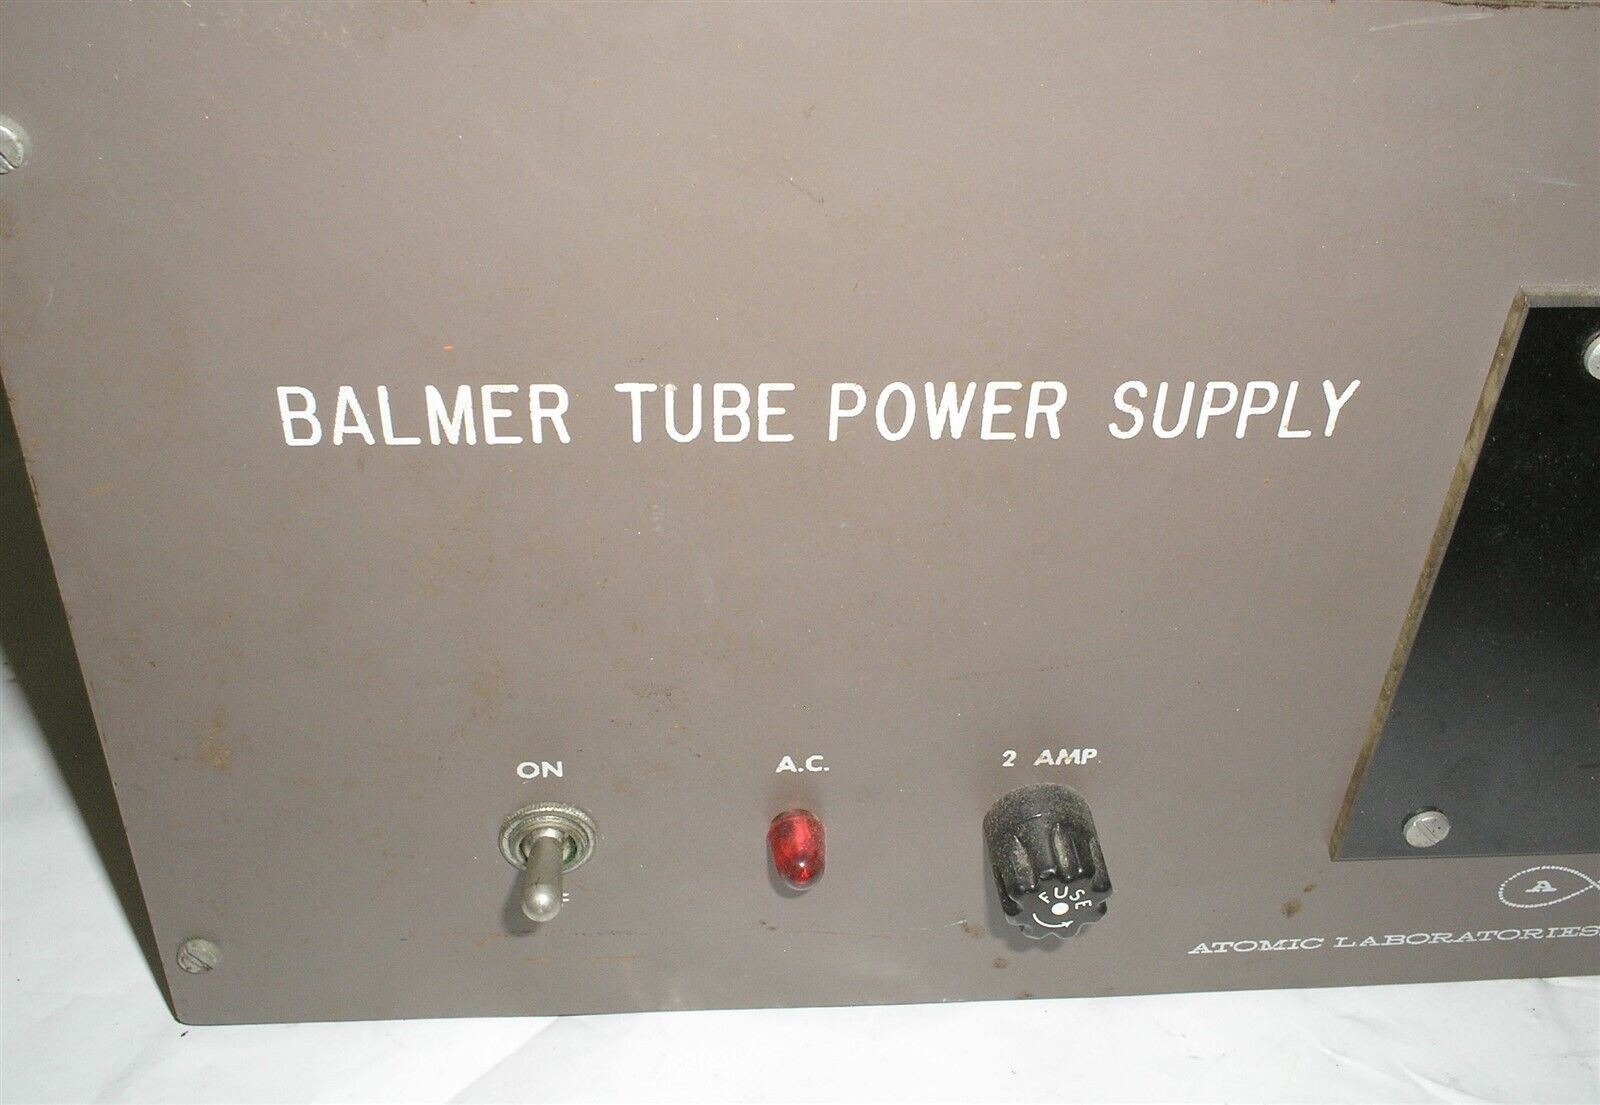 BALMER TUBE POWER SUPPLY
ON
A.C.
2 AMP.
FUSE
A
ATOMIC LABORATORIES